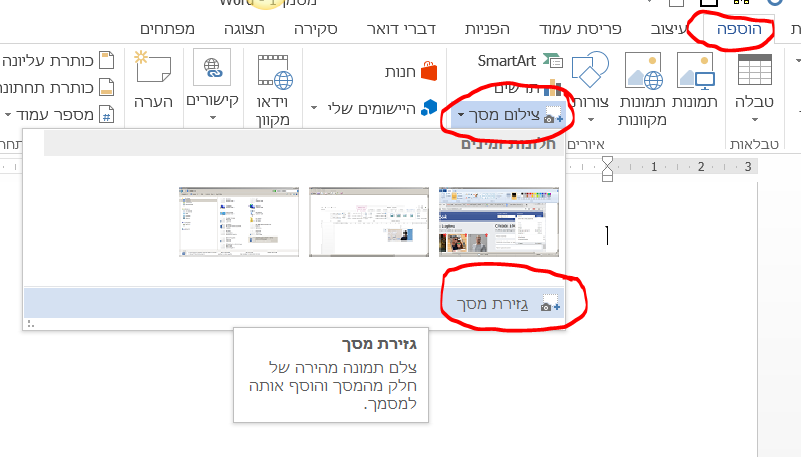 מסמך 1 - Word
הוספה
עיצוב
פריסת עמוד
הפניות
דברי דואר
סקירה
תצוגה
מפתחים
טבלה
טבלאות
תמונות
תמונות
מקוונות
צורות
SmartArt
תרשים
צילום מסך
איורים
חנות
היישומים שלי
וידאו
מקוון
קישורים
הערה
כותרת עליונה
כותרת תחתונה
מספר עמוד
חלונות זמינים
גזירת מסך
גזירת מסך
צלם תמונה מהירה של
חלק מהמסך והוסף אותה
למסמך.
1 2 3